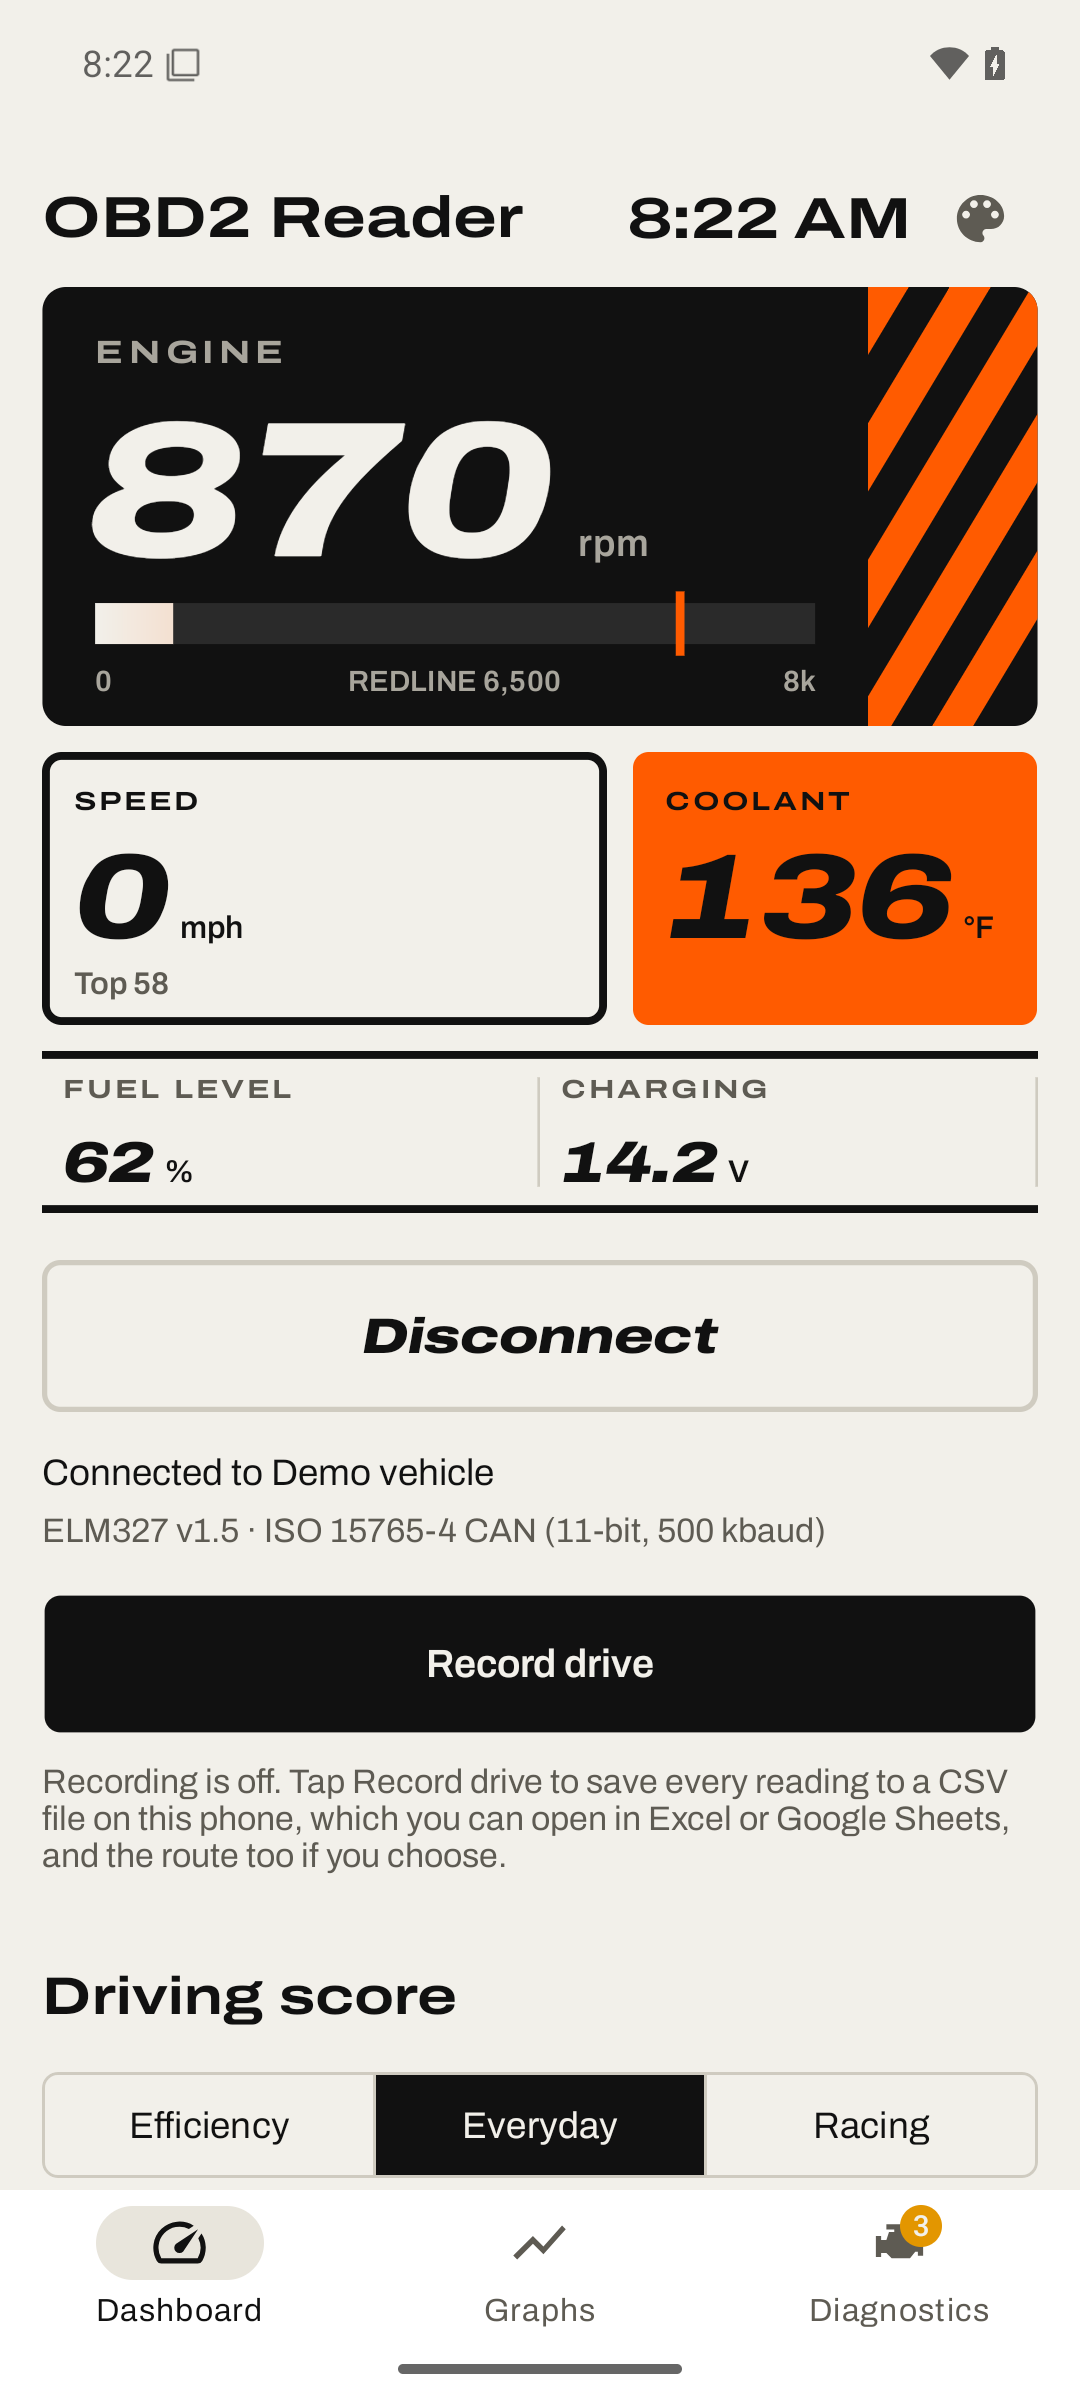 8:22
OBD2 Reader
8:22 AM
ENGINE
870 rpm
0 REDLINE 6,500 8k
SPEED
0 mph
Top 58
COOLANT
136 °F
FUEL LEVEL
62 %
CHARGING
14.2 V
Disconnect
Connected to Demo vehicle
ELM327 v1.5 · ISO 15765-4 CAN (11-bit, 500 kbaud)
Record drive
Recording is off. Tap Record drive to save every reading to a CSV
file on this phone, which you can open in Excel or Google Sheets,
and the route too if you choose.
Driving score
Efficiency Everyday Racing
3
Dashboard Graphs Diagnostics